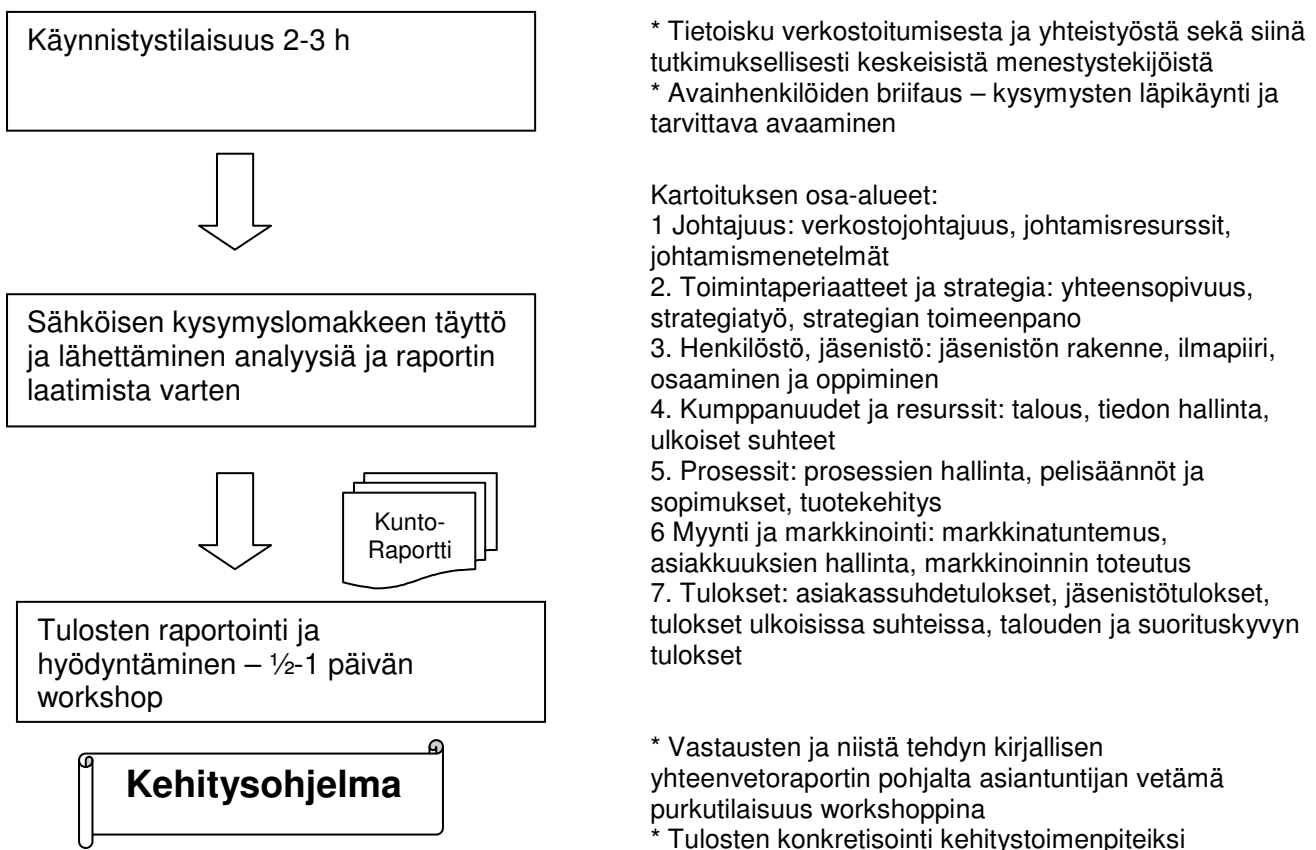 Käynnistystilaisuus 2-3 h
* Tietoisku verkostoitumisesta ja yhteistyöstä sekä siinä
tutkimuksellisesti keskeisistä menestystekijöistä
* Avainhenkilöiden briifaus – kysymysten läpikäynti ja
tarvittava avaaminen
Sähköisen kysymyslomakkeen täyttö
ja lähettäminen analyysiä ja raportin
laatimista varten
Kartoituksen osa-alueet:
1 Johtajuus: verkostojohtajuus, johtamisresurssit,
johtamismenetelmät
2. Toimintaperiaatteet ja strategia: yhteensopivuus,
strategiatyö, strategian toimeenpano
3. Henkilöstö, jäsenistö: jäsenistön rakenne, ilmapiiri,
osaaminen ja oppiminen
4. Kumppanuudet ja resurssit: talous, tiedon hallinta,
ulkoiset suhteet
5. Prosessit: prosessien hallinta, pelisäännöt ja
sopimukset, tuotekehitys
6 Myynti ja markkinointi: markkinatuntemus,
asiakkuuksien hallinta, markkinoinnin toteutus
7. Tulokset: asiakassuhdetulokset, jäsenistötulokset,
tulokset ulkoisissa suhteissa, talouden ja suorituskyvyn
tulokset
Kunto-
Raportti
Tulosten raportointi ja
hyödyntäminen – ½-1 päivän
workshop
Kehitysohjelma
* Vastausten ja niistä tehdyn kirjallisen
yhteenvetoraportin pohjalta asiantuntijan vetämä
purkutilaisuus workshoppina
* Tulosten konkretisointi kehitystoimenpiteiksi